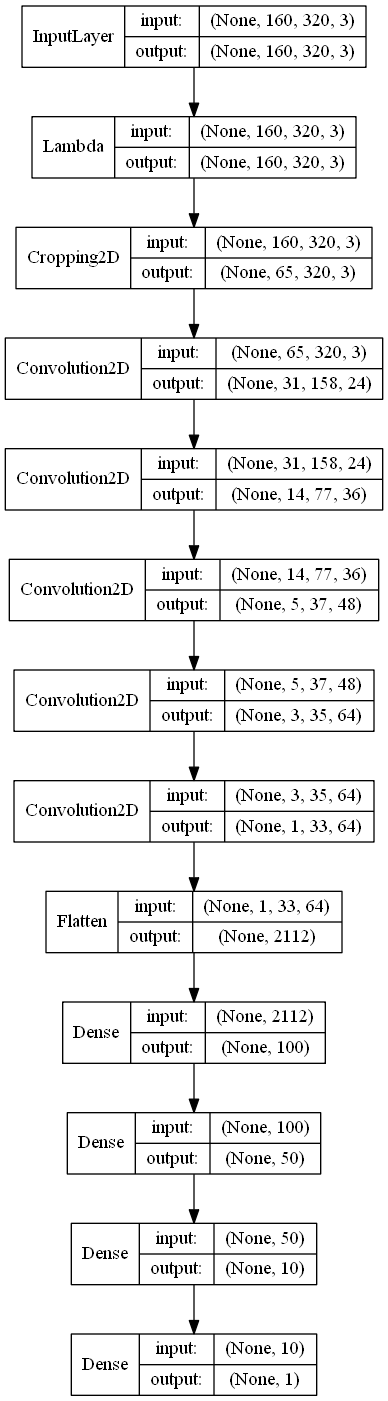 InputLayer
input: (None, 160, 320, 3)
output: (None, 160, 320, 3)
Lambda
input: (None, 160, 320, 3)
output: (None, 160, 320, 3)
Cropping2D
input: (None, 160, 320, 3)
output: (None, 65, 320, 3)
Convolution2D
input: (None, 65, 320, 3)
output: (None, 31, 158, 24)
Convolution2D
input: (None, 31, 158, 24)
output: (None, 14, 77, 36)
Convolution2D
input: (None, 14, 77, 36)
output: (None, 5, 37, 48)
Convolution2D
input: (None, 5, 37, 48)
output: (None, 3, 35, 64)
Convolution2D
input: (None, 3, 35, 64)
output: (None, 1, 33, 64)
Flatten
input: (None, 1, 33, 64)
output: (None, 2112)
Dense
input: (None, 2112)
output: (None, 100)
Dense
input: (None, 100)
output: (None, 50)
Dense
input: (None, 50)
output: (None, 10)
Dense
input: (None, 10)
output: (None, 1)